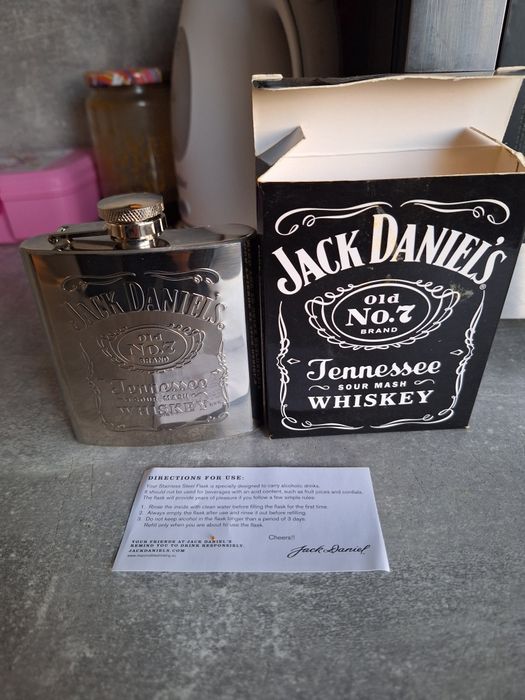 JACK DANIEL'S
Old
No.7
BRAND
Tennessee
SOUR MASH
WHISKEY
JACK DANIEL'S
Old
No.7
BRAND
Tennessee
SOUR MASH
WHISKEY
DIRECTIONS FOR USE:
Your Stainless Steel Flask is specially designed to carry alcoholic drinks.
It should not be used for beverages with an acid content, such as fruit juices and cordials.
The flask will provide years of pleasure if you follow a few simple rules:
1. Rinse the inside with clean water before filling the flask for the first time.
2. Always empty the flask after use and rinse it out before refilling.
3. Do not keep alcohol in the flask longer than a period of 3 days.
Refill only when you are about to use the flask.
Cheers!!
YOUR FRIENDS AT JACK DANIEL'S
REMIND YOU TO DRINK RESPONSIBLY.
JACKDANIELS.COM
Jack Daniel